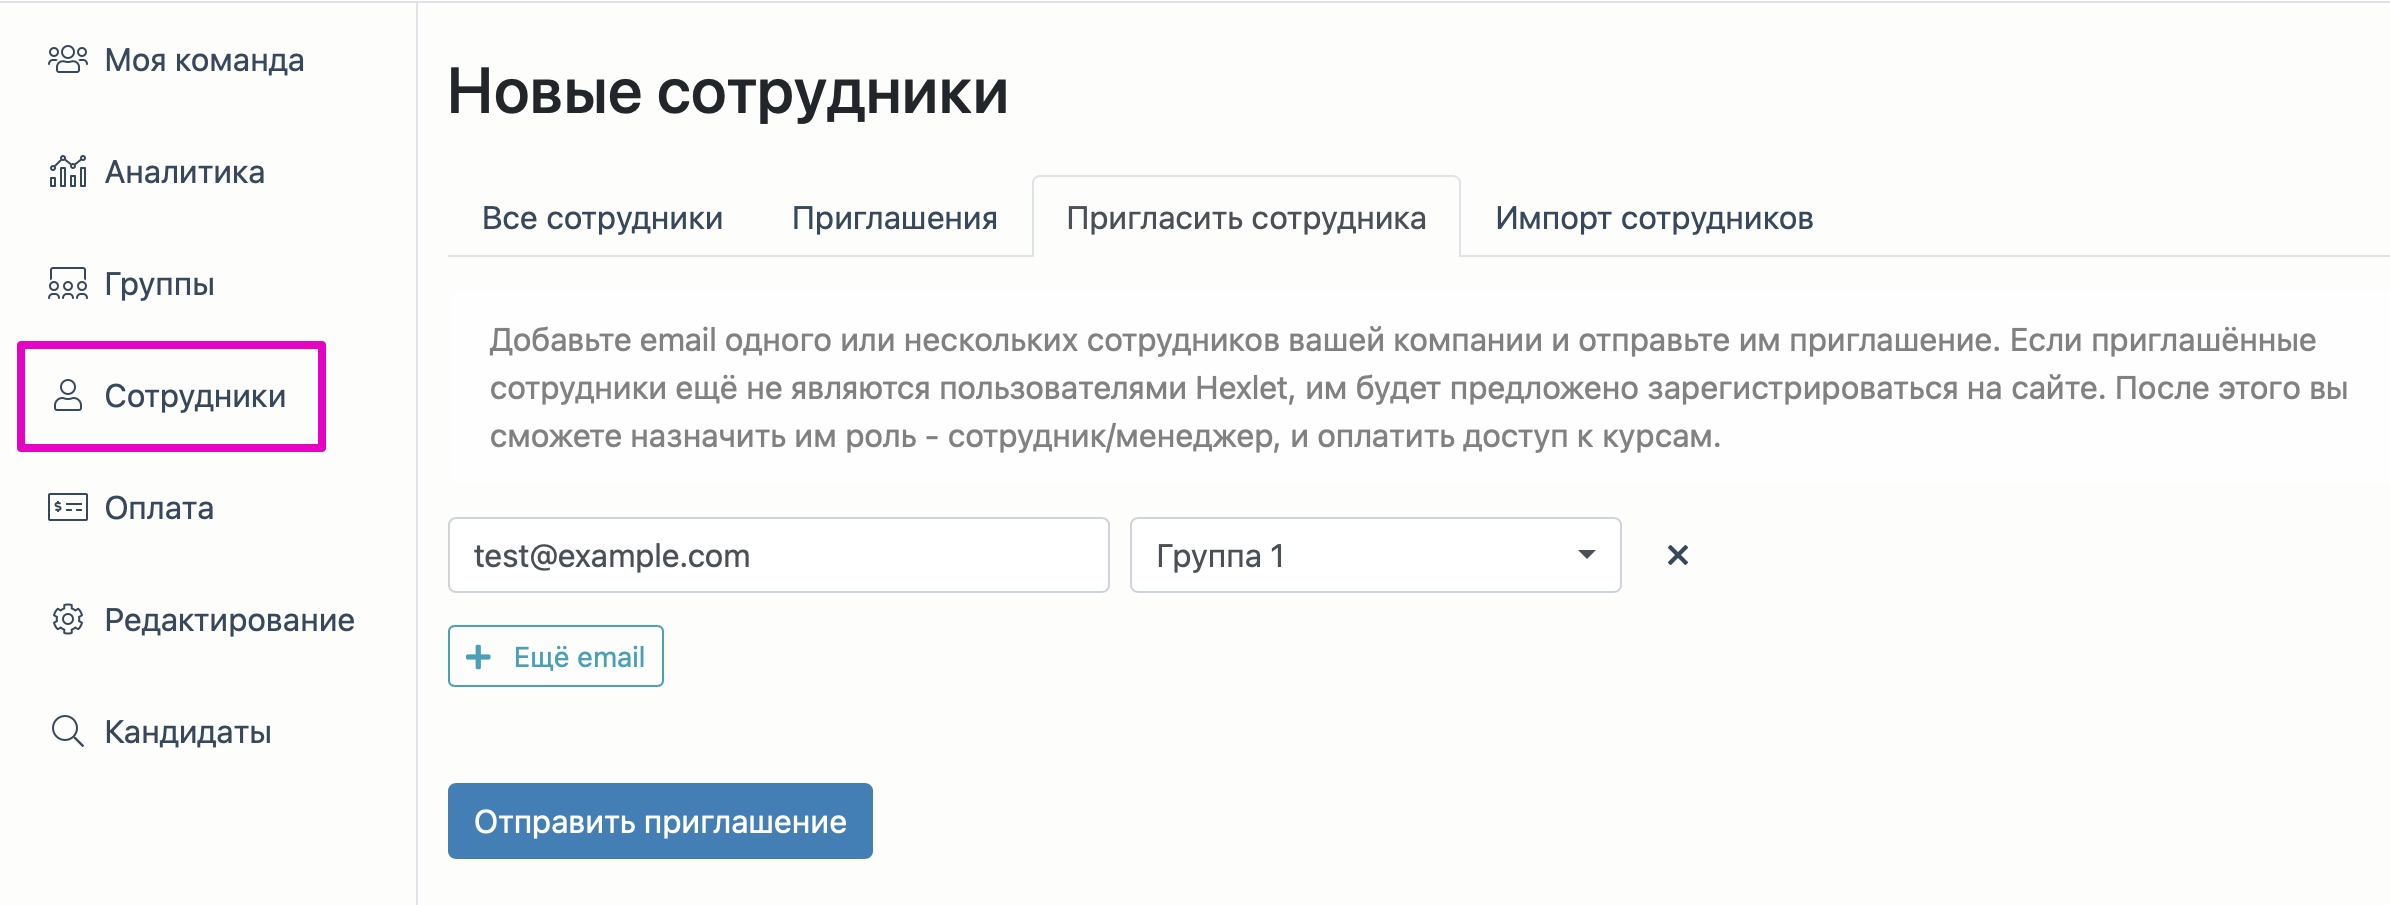 Моя команда
Аналитика
Группы
Сотрудники
Оплата
Редактирование
Кандидаты
Новые сотрудники
Все сотрудники
Приглашения
Пригласить сотрудника
Импорт сотрудников
Добавьте email одного или нескольких сотрудников вашей компании и отправьте им приглашение. Если приглашённые
сотрудники ещё не являются пользователями Hexlet, им будет предложено зарегистрироваться на сайте. После этого вы
сможете назначить им роль - сотрудник/менеджер, и оплатить доступ к курсам.
test@example.com
Группа 1
Ещё email
Отправить приглашение